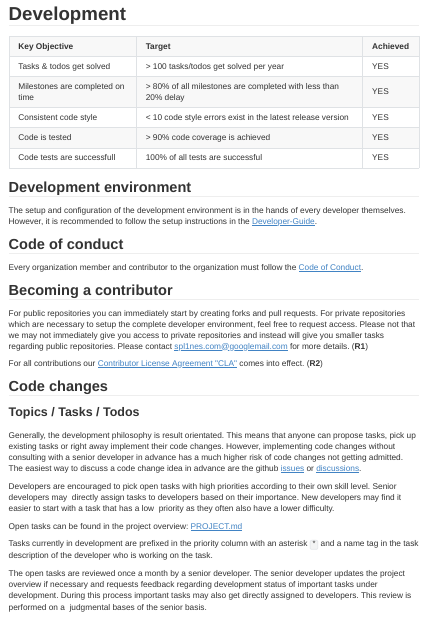 Development
Key Objective Target Achieved
Tasks & todos get solved > 100 tasks/todos get solved per year YES
Milestones are completed on time > 80% of all milestones are completed with less than 20% delay YES
Consistent code style < 10 code style errors exist in the latest release version YES
Code is tested > 90% code coverage is achieved YES
Code tests are successfull 100% of all tests are successful YES
Development environment
The setup and configuration of the development environment is in the hands of every developer themselves.
However, it is recommended to follow the setup instructions in the Developer-Guide.
Code of conduct
Every organization member and contributor to the organization must follow the Code of Conduct.
Becoming a contributor
For public repositories you can immediately start by creating forks and pull requests. For private repositories
which are necessary to setup the complete developer environment, feel free to request access. Please not that
we may not immediately give you access to private repositories and instead will give you smaller tasks
regarding public repositories. Please contact spl1nes.com@googlemail.com for more details. (R1)
For all contributions our Contributor License Agreement "CLA" comes into effect. (R2)
Code changes
Topics / Tasks / Todos
Generally, the development philosophy is result orientated. This means that anyone can propose tasks, pick up
existing tasks or right away implement their code changes. However, implementing code changes without
consulting with a senior developer in advance has a much higher risk of code changes not getting admitted.
The easiest way to discuss a code change idea in advance are the github issues or discussions.
Developers are encouraged to pick open tasks with high priorities according to their own skill level. Senior
developers may directly assign tasks to developers based on their importance. New developers may find it
easier to start with a task that has a low priority as they often also have a lower difficulty.
Open tasks can be found in the project overview: PROJECT.md
Tasks currently in development are prefixed in the priority column with an asterisk * and a name tag in the task
description of the developer who is working on the task.
The open tasks are reviewed once a month by a senior developer. The senior developer updates the project
overview if necessary and requests feedback regarding development status of important tasks under
development. During this process important tasks may also get directly assigned to developers. This review is
performed on a judgmental bases of the senior basis.